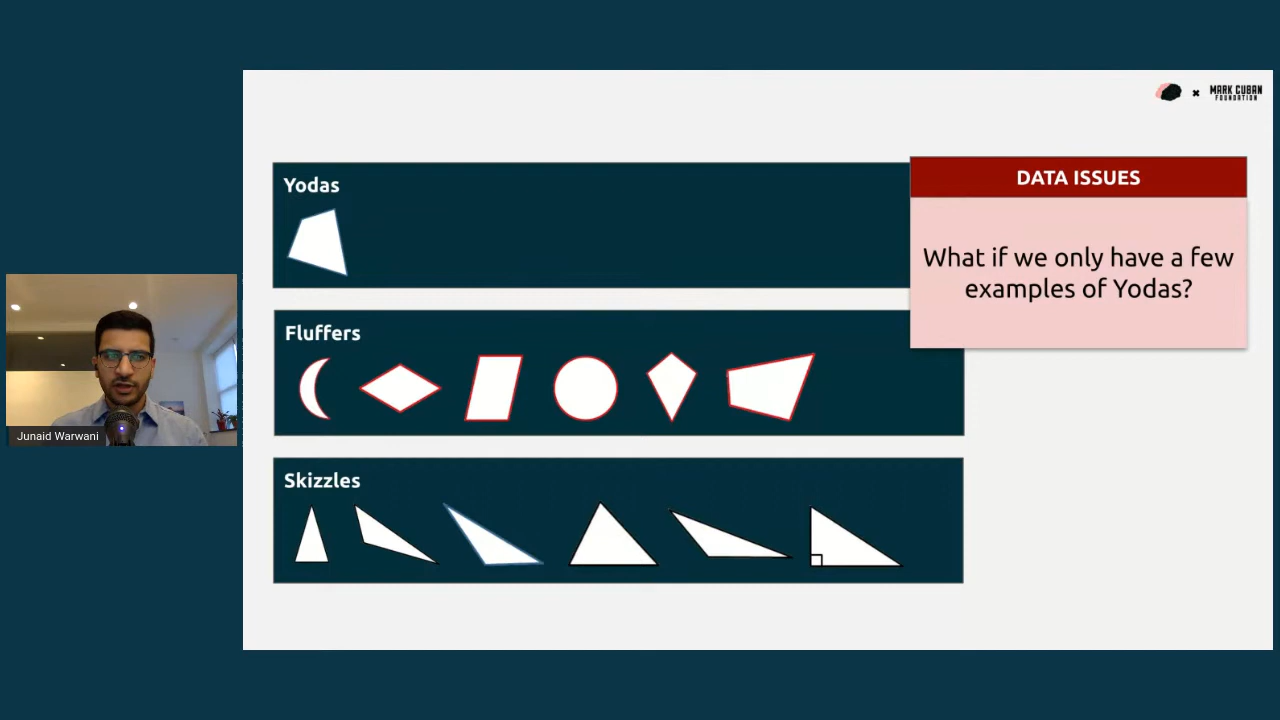 MARK CUBAN
FOUNDATION
Yodas
DATA ISSUES
What if we only have a few
examples of Yodas?
Fluffers
Skizzles
Junaid Warwani